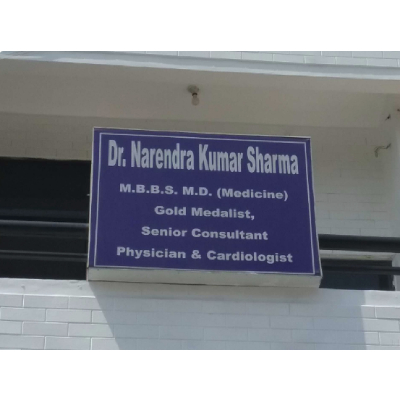 Dr. Narendra Kumar Sharma
M.B.B.S. M.D. (Medicine)
Gold Medalist,
Senior Consultant
Physician & Cardiologist